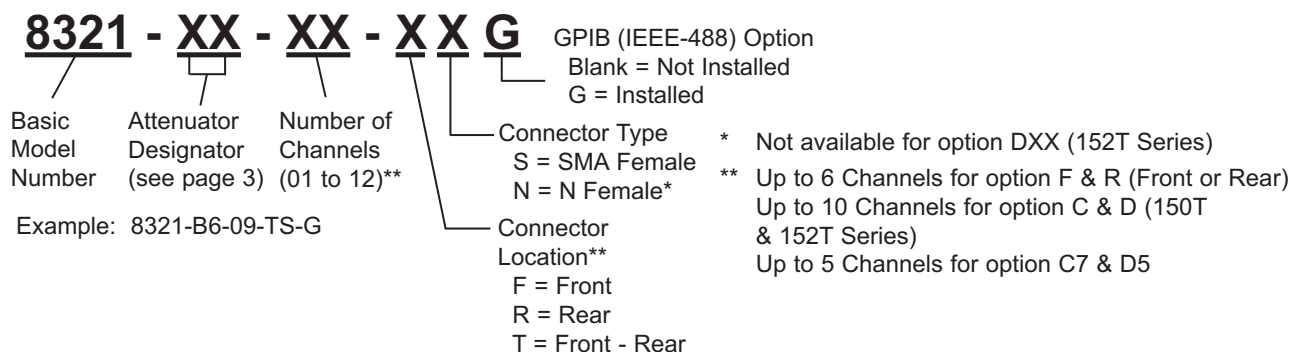 8321 - XX - XX - X X G
GPIB (IEEE-488) Option
Blank = Not Installed
G = Installed
Basic
Model
Number
Attenuator
Designator
(see page 3)
Number of
Channels
(01 to 12)**
Connector Type
S = SMA Female
N = N Female*
Connector
Location**
F = Front
R = Rear
T = Front - Rear
* Not available for option DXX (152T Series)
** Up to 6 Channels for option F & R (Front or Rear)
Up to 10 Channels for option C & D (150T
& 152T Series)
Up to 5 Channels for option C7 & D5
Example: 8321-B6-09-TS-G